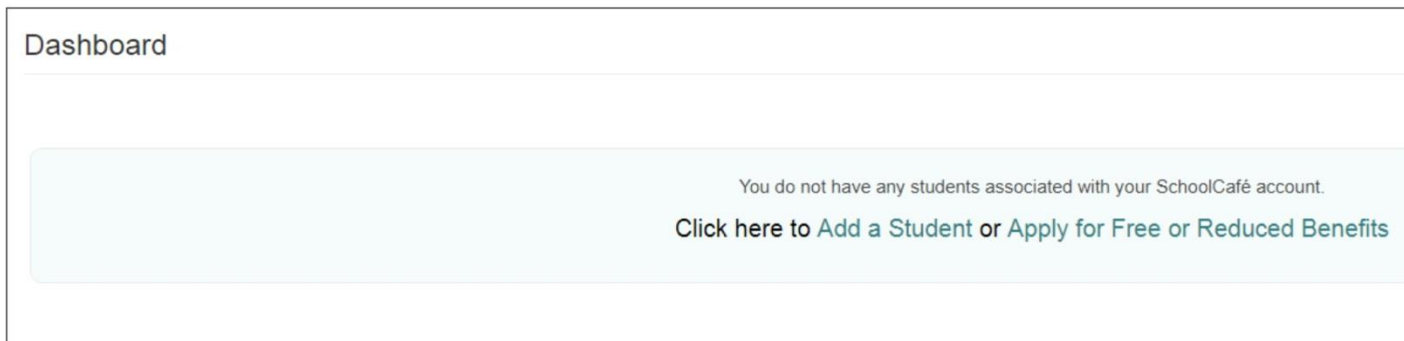 Dashboard
You do not have any students associated with your SchoolCafé account.
Click here to Add a Student or Apply for Free or Reduced Benefits